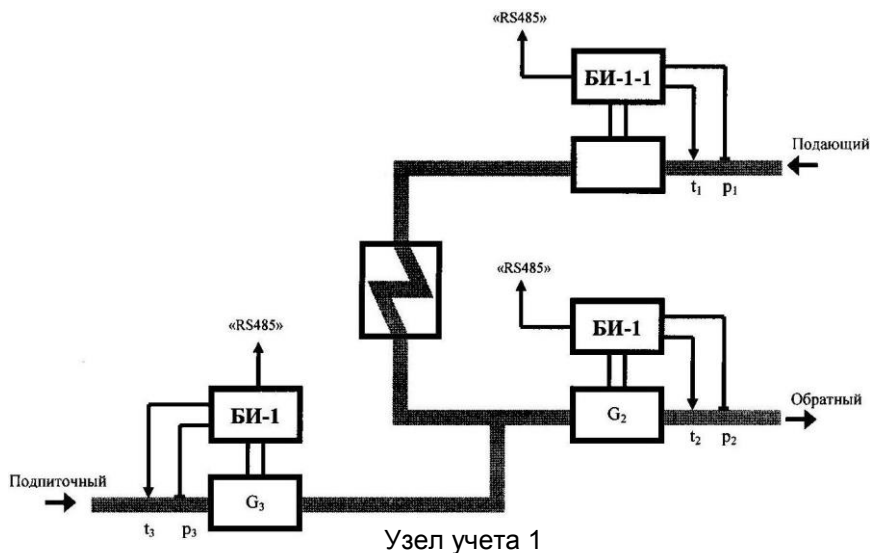 «RS485»
БИ-1-1
Подающий
t₁ p₁
«RS485»
БИ-1
G₂
Обратный
t₂ p₂
«RS485»
БИ-1
Подпиточный
G₃
t₃ p₃
Узел учета 1